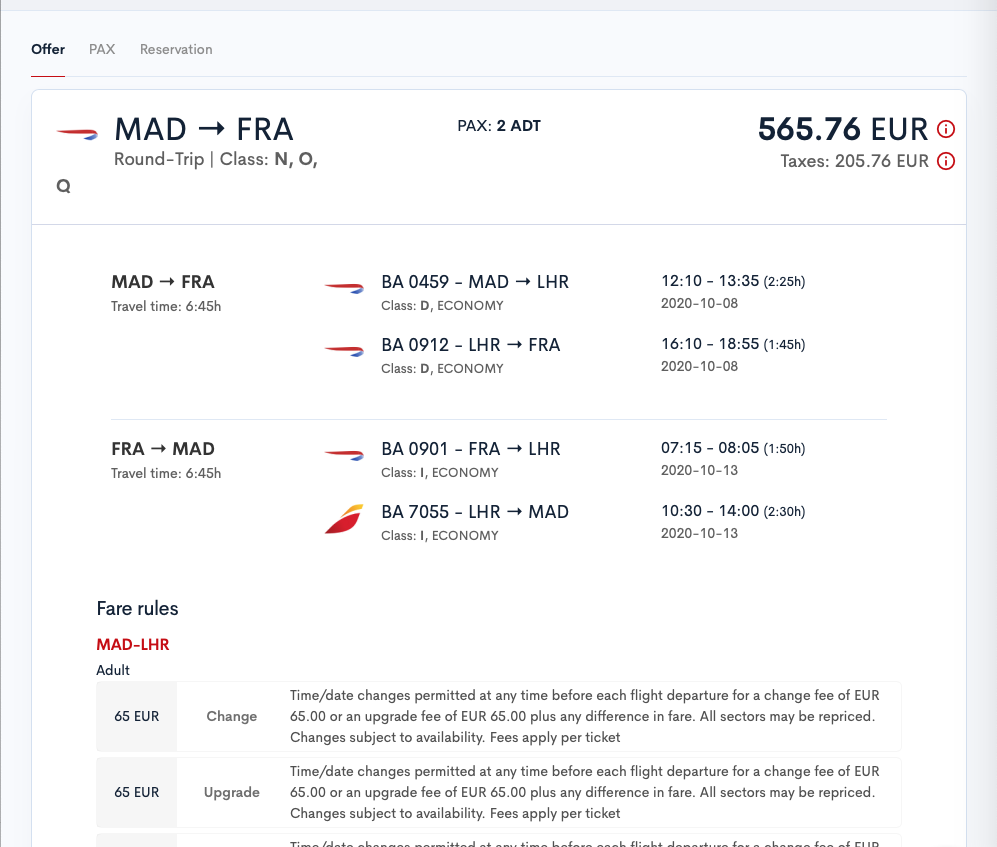 Offer PAX Reservation
MAD → FRA
PAX: 2 ADT
565.76 EUR
Round-Trip | Class: N, O,
Q
Taxes: 205.76 EUR
MAD → FRA
Travel time: 6:45h
BA 0459 - MAD → LHR
Class: D, ECONOMY
12:10 - 13:35 (2:25h)
2020-10-08
BA 0912 - LHR → FRA
Class: D, ECONOMY
16:10 - 18:55 (1:45h)
2020-10-08
FRA → MAD
Travel time: 6:45h
BA 0901 - FRA → LHR
Class: I, ECONOMY
07:15 - 08:05 (1:50h)
2020-10-13
BA 7055 - LHR → MAD
Class: I, ECONOMY
10:30 - 14:00 (2:30h)
2020-10-13
Fare rules
MAD-LHR
Adult
65 EUR
Change
Time/date changes permitted at any time before each flight departure for a change fee of EUR
65.00 or an upgrade fee of EUR 65.00 plus any difference in fare. All sectors may be repriced.
Changes subject to availability. Fees apply per ticket
65 EUR
Upgrade
Time/date changes permitted at any time before each flight departure for a change fee of EUR
65.00 or an upgrade fee of EUR 65.00 plus any difference in fare. All sectors may be repriced.
Changes subject to availability. Fees apply per ticket
Time/date changes permitted at any time before each flight departure for a change fee of EUR